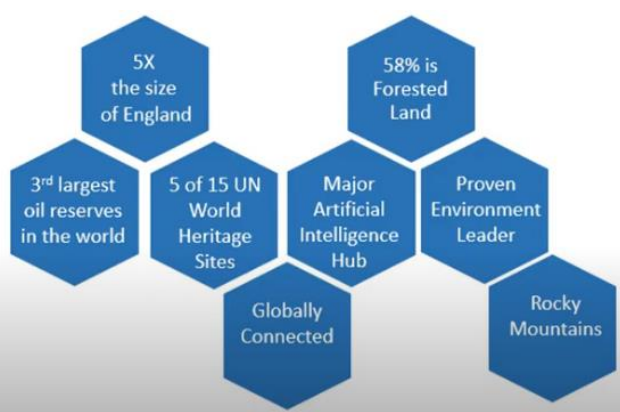 5X
the size
of England
58% is
Forested
Land
3rd largest
oil reserves
in the world
5 of 15 UN
World
Heritage
Sites
Major
Artificial
Intelligence
Hub
Proven
Environment
Leader
Globally
Connected
Rocky
Mountains